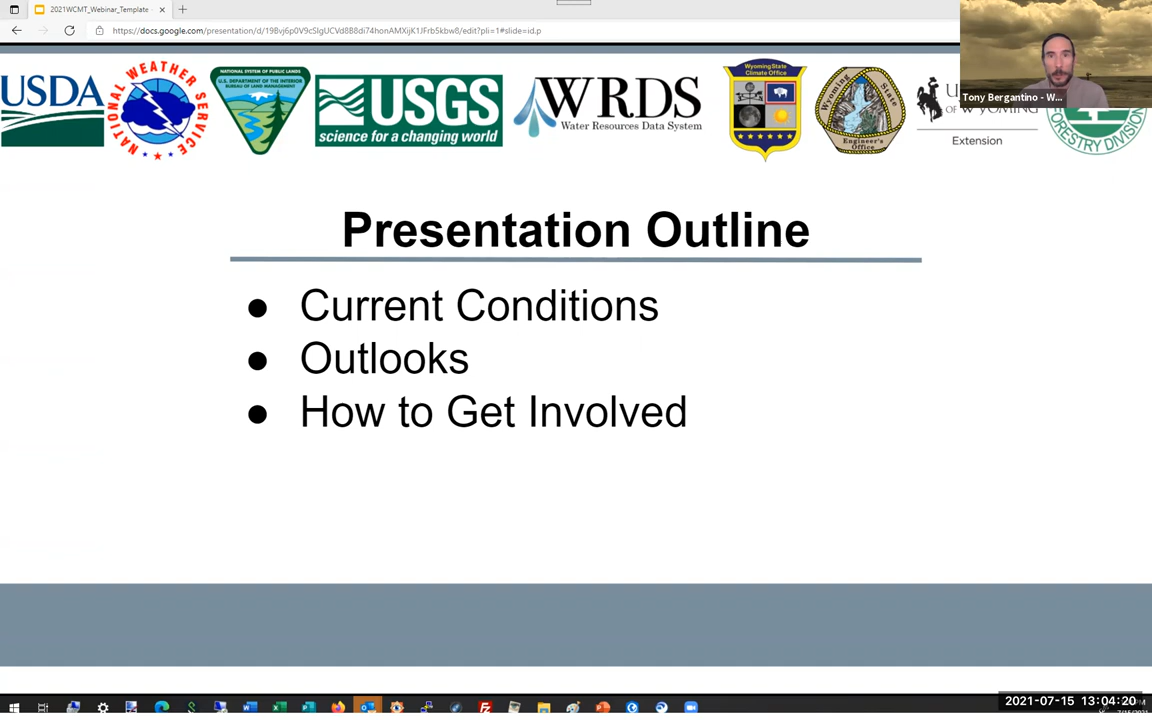 2021WCMT_Webinar_Template
https://docs.google.com/presentation/d/19Bvj6p0V9cSIgUCVd8B8di74honAMXijK1JFrb5kbw8/edit?pli=1#slide=id.p
Tony Bergantino - W...
USDA
NATIONAL WEATHER SERVICE
NATIONAL SYSTEM OF PUBLIC LANDS
U.S. DEPARTMENT OF THE INTERIOR
BUREAU OF LAND MANAGEMENT
USGS
science for a changing world
WRDS
Water Resources Data System
Wyoming State
Climate Office
Wyoming State
Engineer's
Office
OF WYOMING
Extension
FORESTRY DIVISION
Presentation Outline
● Current Conditions
● Outlooks
● How to Get Involved
2021-07-15 13:04:20